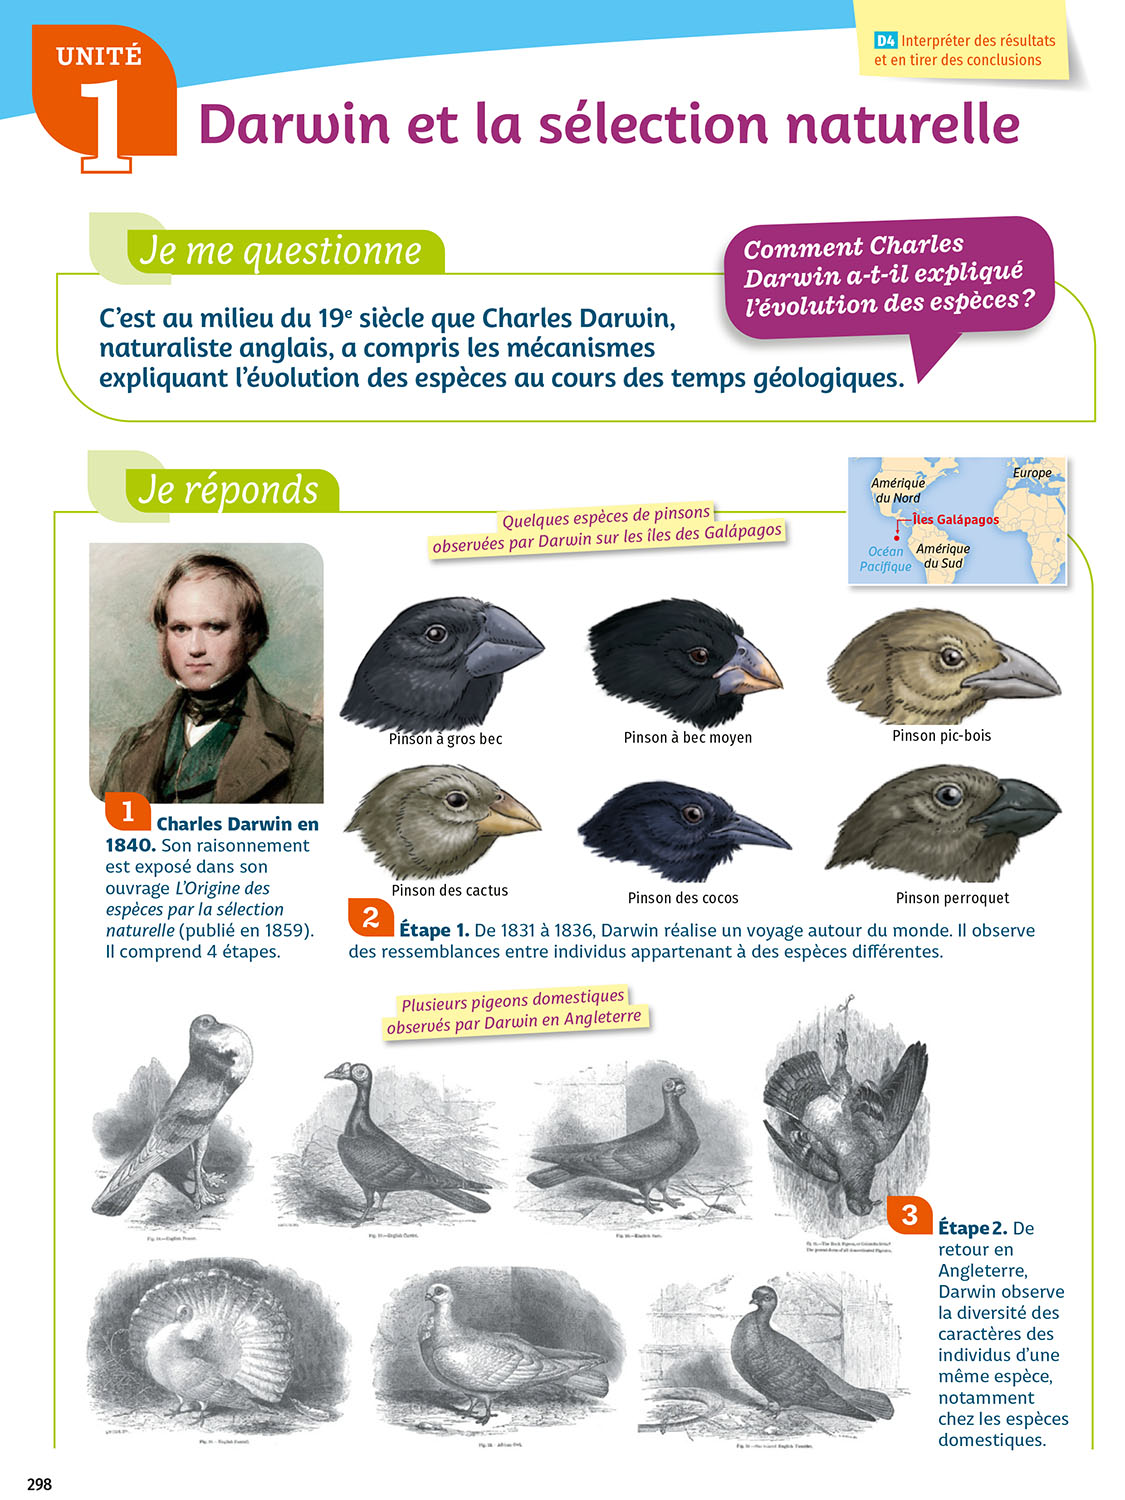 UNITÉ
1
D4 Interpréter des résultats
et en tirer des conclusions
Darwin et la sélection naturelle
Je me questionne
Comment Charles
Darwin a-t-il expliqué
l’évolution des espèces ?
C’est au milieu du 19e siècle que Charles Darwin,
naturaliste anglais, a compris les mécanismes
expliquant l’évolution des espèces au cours des temps géologiques.
Je réponds
Quelques espèces de pinsons
observées par Darwin sur les îles des Galápagos
Amérique
du Nord
Europe
Îles Galápagos
Océan
Pacifique
Amérique
du Sud
Pinson à gros bec
Pinson à bec moyen
Pinson pic-bois
Pinson des cactus
Pinson des cocos
Pinson perroquet
1
Charles Darwin en
1840. Son raisonnement
est exposé dans son
ouvrage L’Origine des
espèces par la sélection
naturelle (publié en 1859).
Il comprend 4 étapes.
2
Étape 1. De 1831 à 1836, Darwin réalise un voyage autour du monde. Il observe
des ressemblances entre individus appartenant à des espèces différentes.
Plusieurs pigeons domestiques
observés par Darwin en Angleterre
3
Étape 2. De
retour en
Angleterre,
Darwin observe
la diversité des
caractères des
individus d’une
même espèce,
notamment
chez les espèces
domestiques.
298